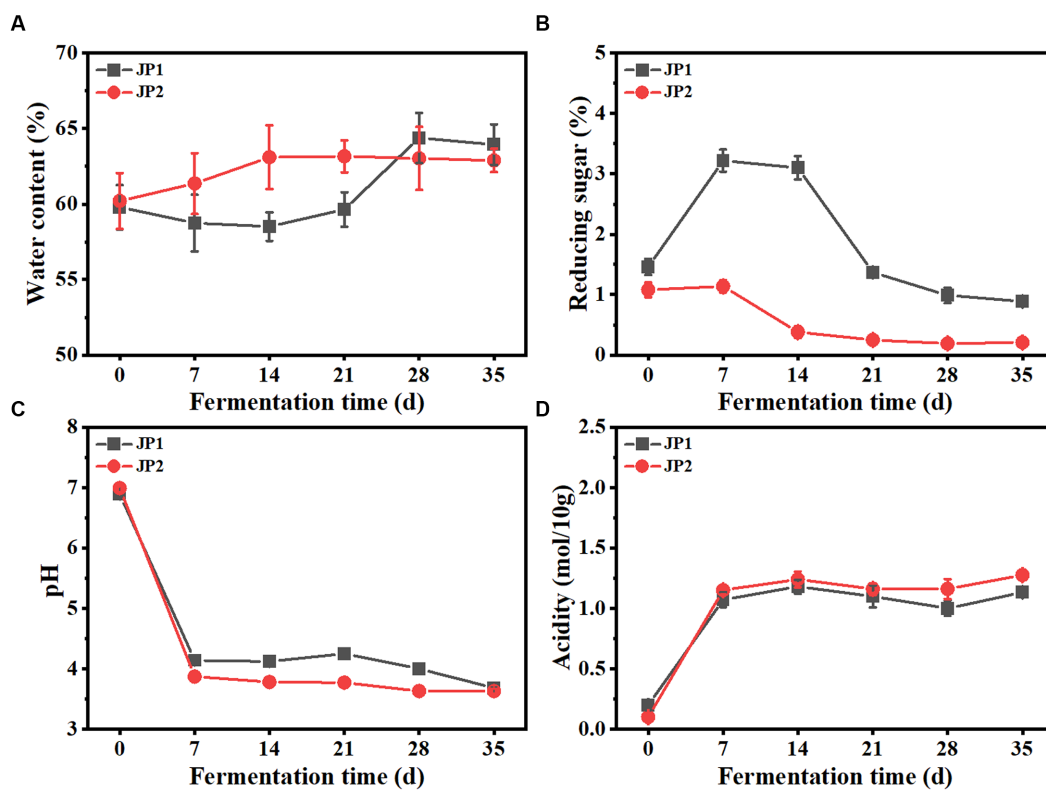 A
Water content (%)
70
65
60
55
50
JP1
JP2
0 7 14 21 28 35
Fermentation time (d)
B
Reducing sugar (%)
5
4
3
2
1
0
JP1
JP2
0 7 14 21 28 35
Fermentation time (d)
C
pH
8
7
6
5
4
3
JP1
JP2
0 7 14 21 28 35
Fermentation time (d)
D
Acidity (mol/10g)
2.5
2.0
1.5
1.0
0.5
0.0
JP1
JP2
0 7 14 21 28 35
Fermentation time (d)